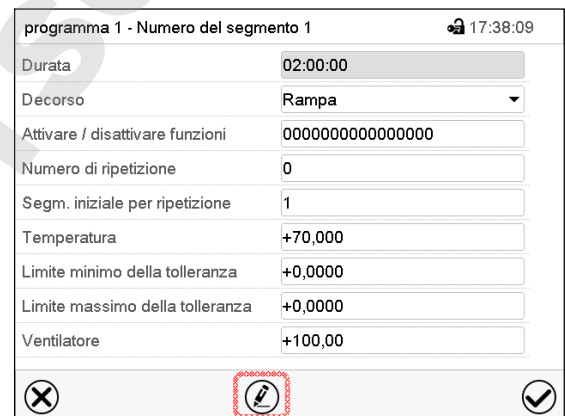 programma 1 - Numero del segmento 1 17:38:09
Durata 02:00:00
Decorso Rampa
Attivare / disattivare funzioni 0000000000000000
Numero di ripetizione 0
Segm. iniziale per ripetizione 1
Temperatura +70,000
Limite minimo della tolleranza +0,0000
Limite massimo della tolleranza +0,0000
Ventilatore +100,00